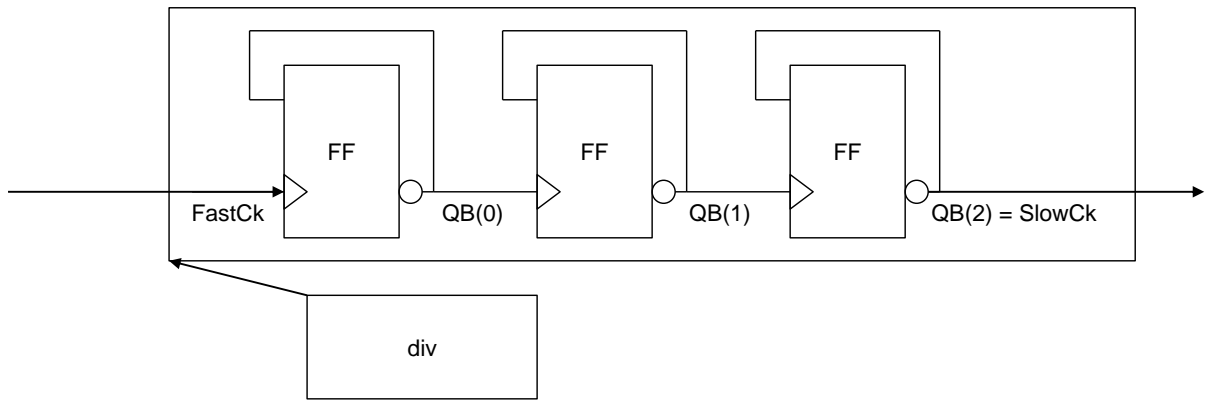 FF
FF
FF
FastCk
QB(0)
QB(1)
QB(2) = SlowCk
div